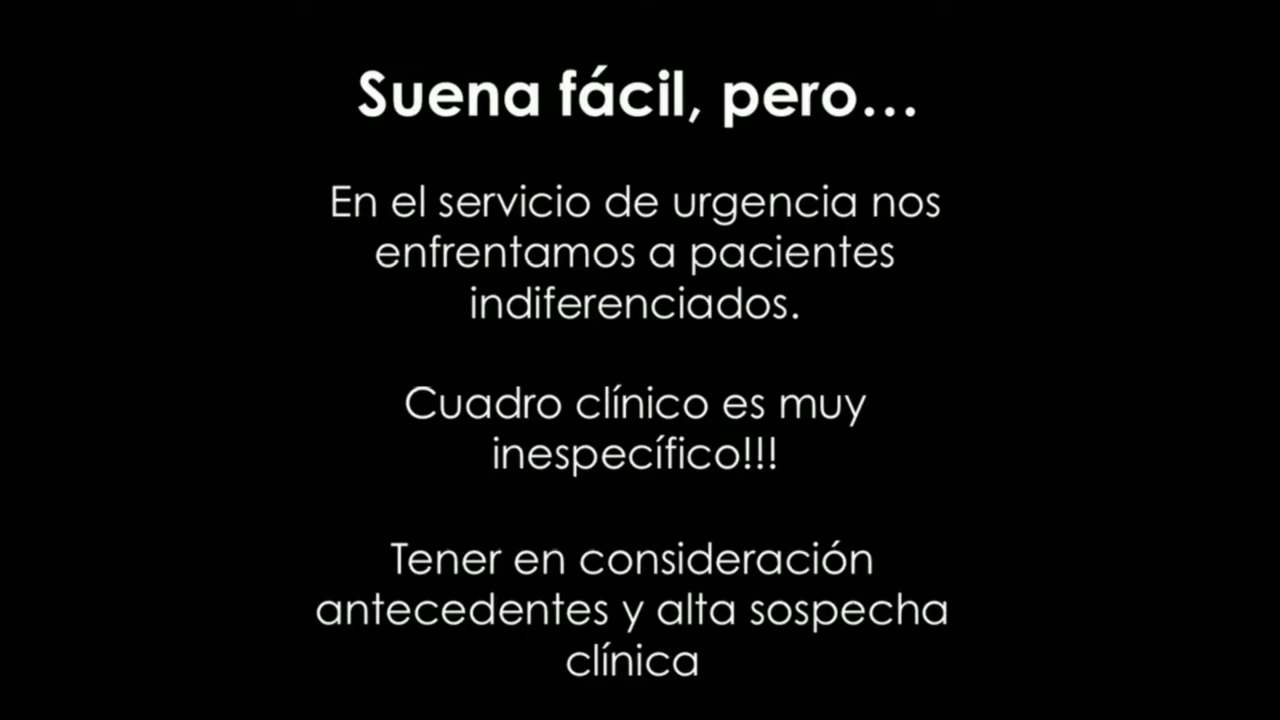 Suena fácil, pero...
En el servicio de urgencia nos
enfrentamos a pacientes
indiferenciados.
Cuadro clínico es muy
inespecífico!!!
Tener en consideración
antecedentes y alta sospecha
clínica